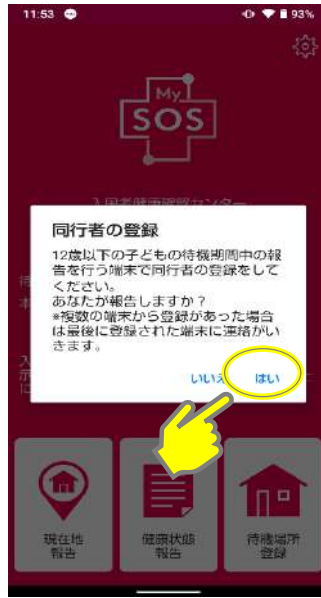 11:53
93%
My
SOS
入国者健康確認センター
同行者の登録
12歳以下の子どもの待機期間中の報
告を行う端末で同行者の登録をして
ください。
あなたが報告しますか？
*複数の端末から登録があった場合
は最後に登録された端末に連絡がい
きます。
いいえ
はい
現在地
報告
健康状態
報告
待機場所
登録